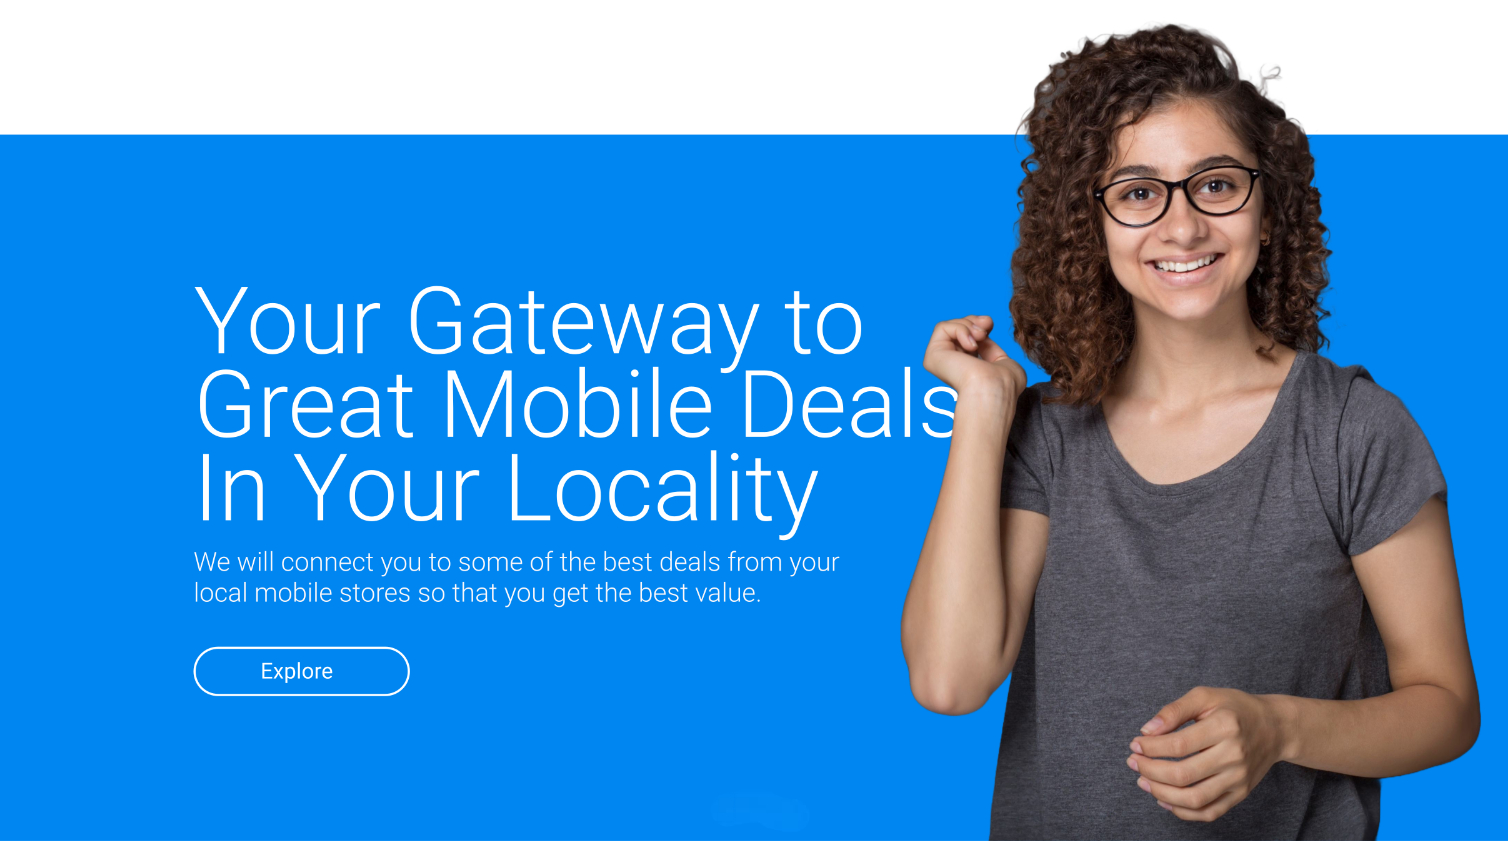 Your Gateway to
Great Mobile Deals
In Your Locality
We will connect you to some of the best deals from your
local mobile stores so that you get the best value.
Explore